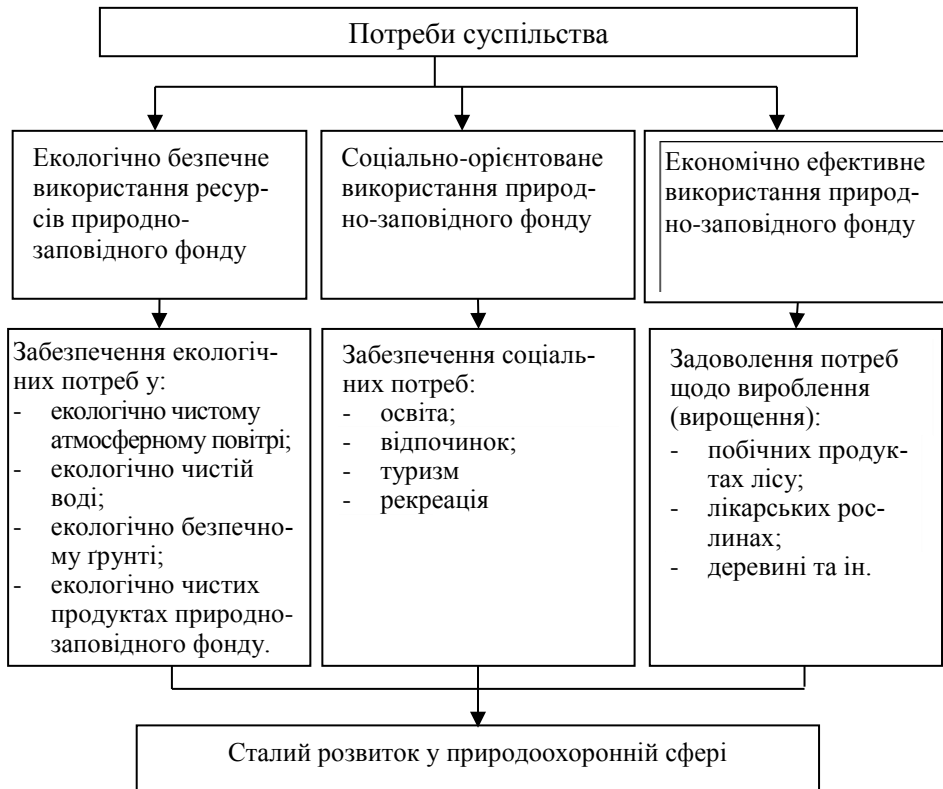 Потреби суспільства
Екологічно безпечне
використання ресур-
сів природно-
заповідного фонду
Соціально-орієнтоване
використання природ-
но-заповідного фонду
Економічно ефективне
використання природ-
но-заповідного фонду
Забезпечення екологіч-
них потреб у:
- екологічно чистому
атмосферному повітрі;
- екологічно чистій
воді;
- екологічно безпечно-
му ґрунті;
- екологічно чистих
продуктах природно-
заповідного фонду.
Забезпечення соціаль-
них потреб:
- освіта;
- відпочинок;
- туризм
- рекреація
Задоволення потреб
щодо вироблення
(вирощення):
- побічних продук-
тах лісу;
- лікарських рос-
линах;
- деревині та ін.
Сталий розвиток у природоохоронній сфері